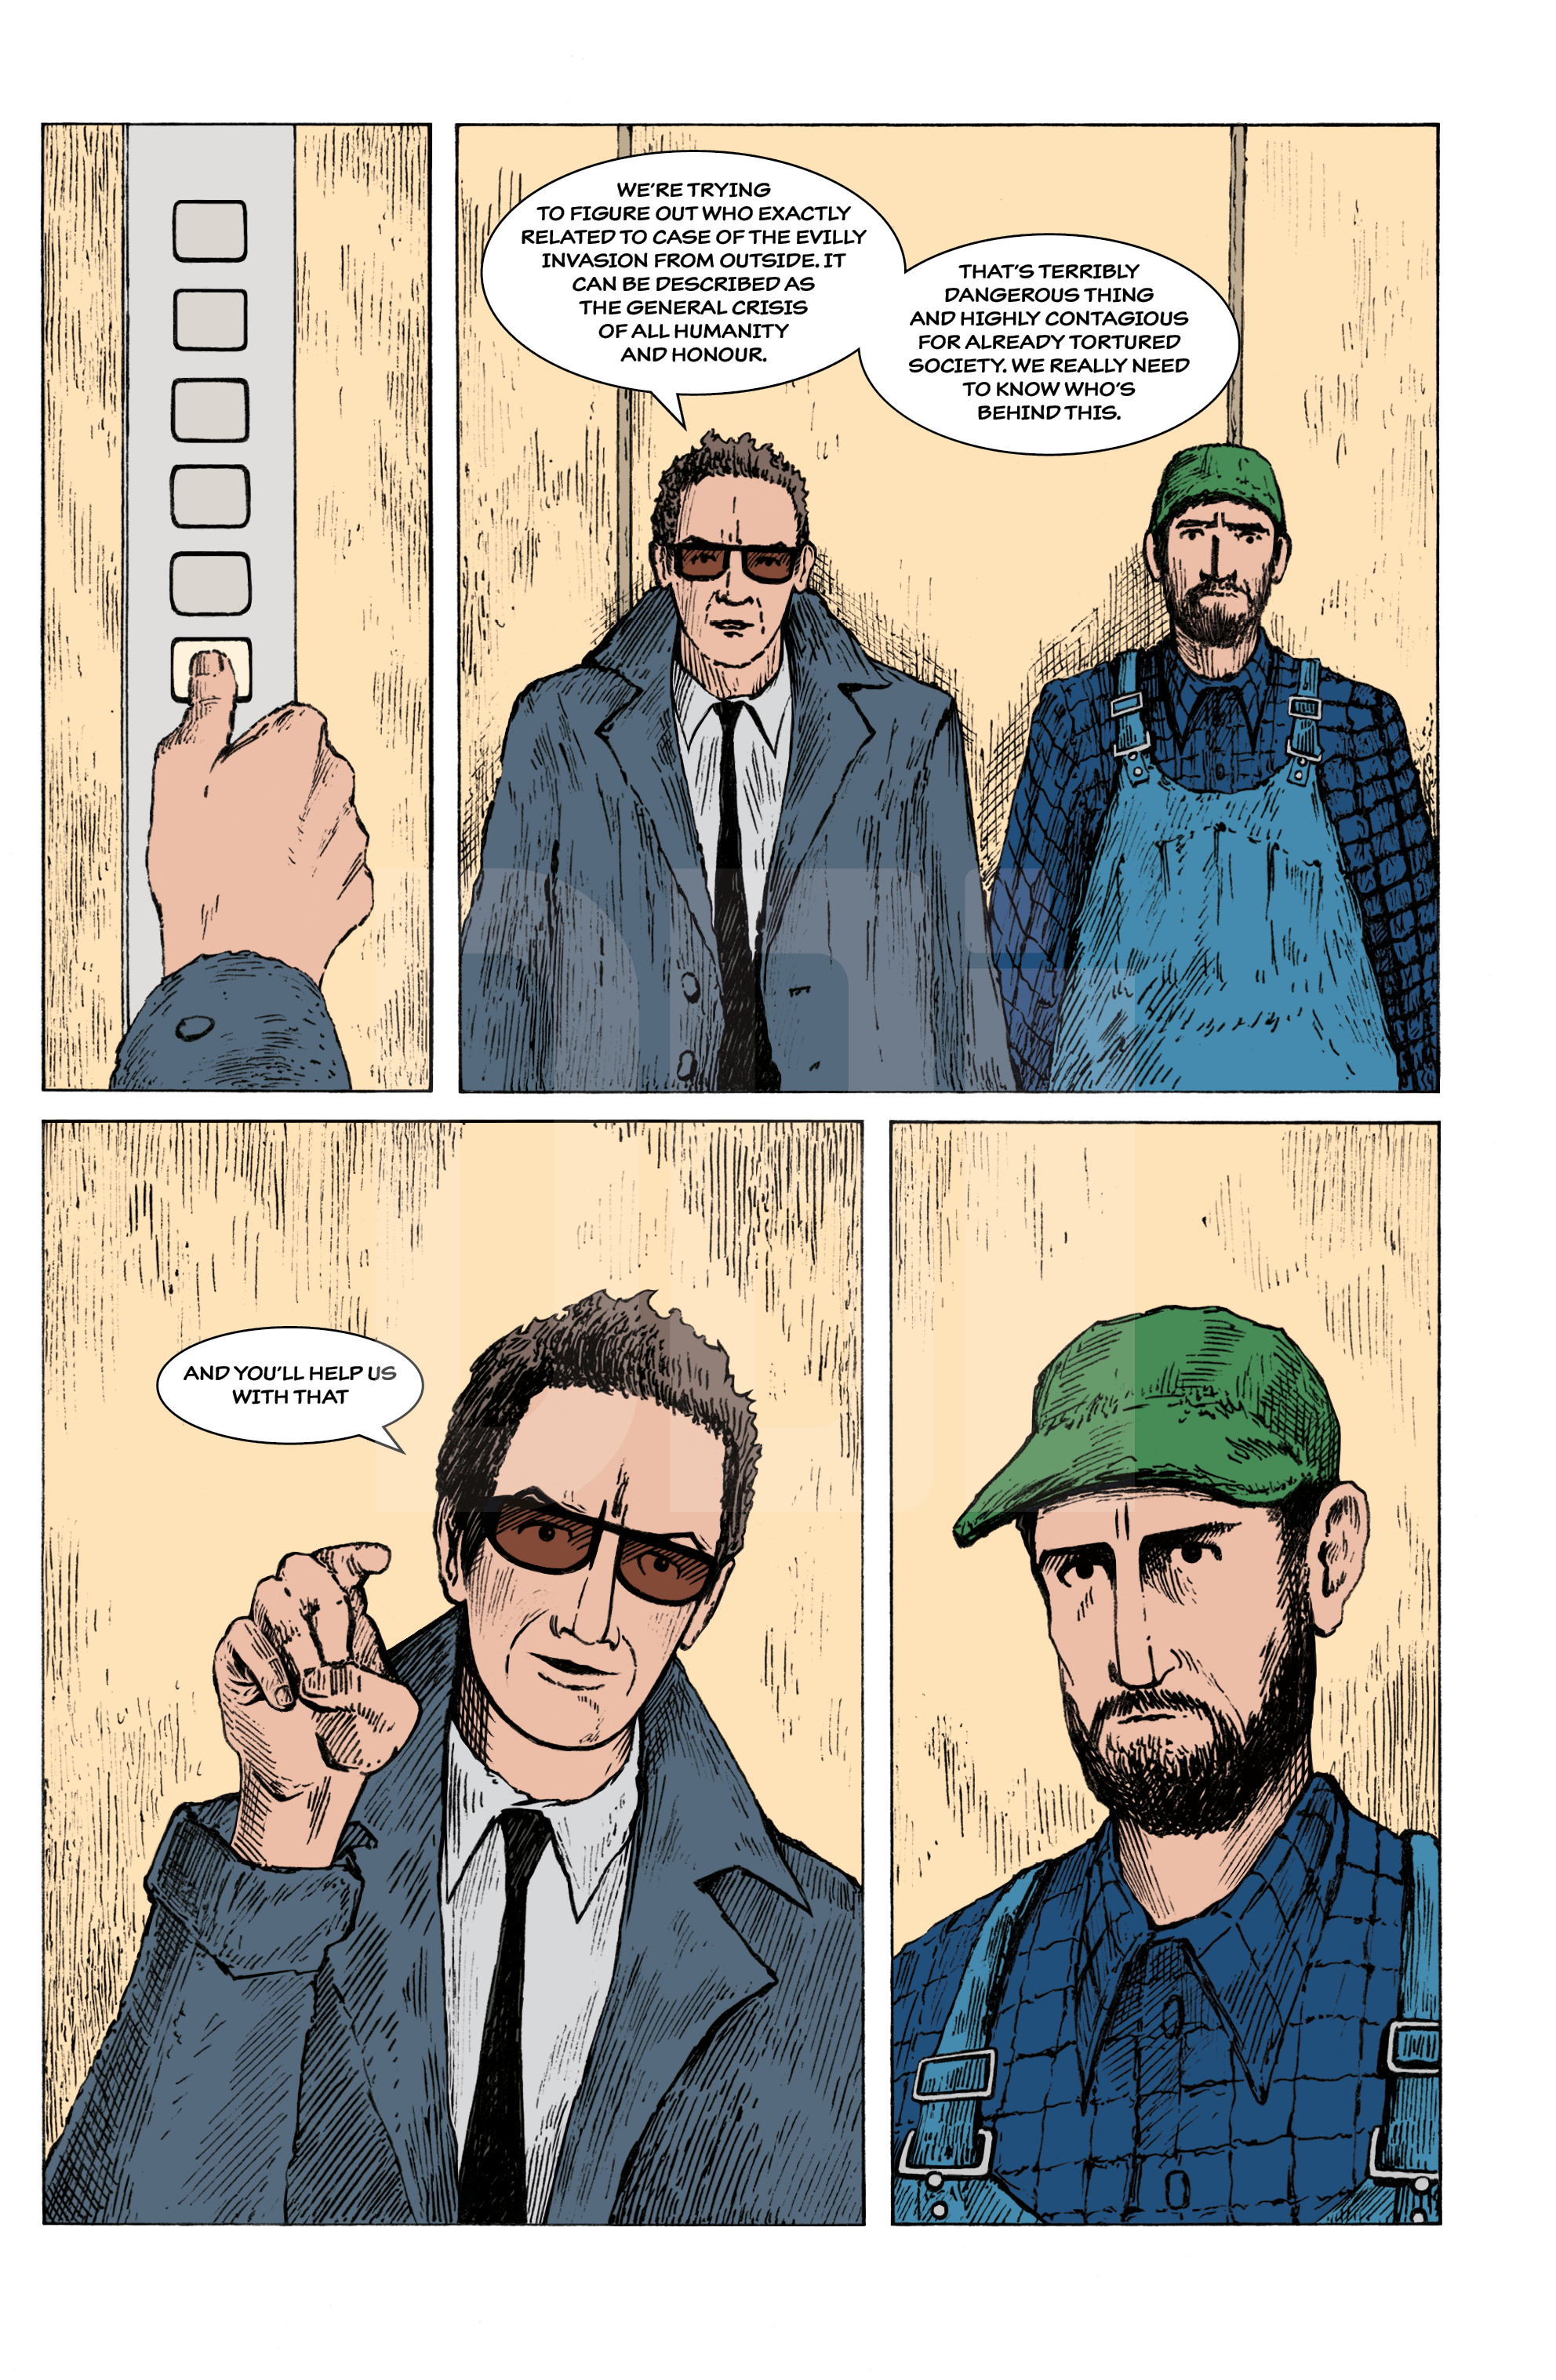 WE'RE TRYING
TO FIGURE OUT WHO EXACTLY
RELATED TO CASE OF THE EVILLY
INVASION FROM OUTSIDE. IT
CAN BE DESCRIBED AS
THE GENERAL CRISIS
OF ALL HUMANITY
AND HONOUR.
THAT'S TERRIBLY
DANGEROUS THING
AND HIGHLY CONTAGIOUS
FOR ALREADY TORTURED
SOCIETY. WE REALLY NEED
TO KNOW WHO'S
BEHIND THIS.
AND YOU'LL HELP US
WITH THAT